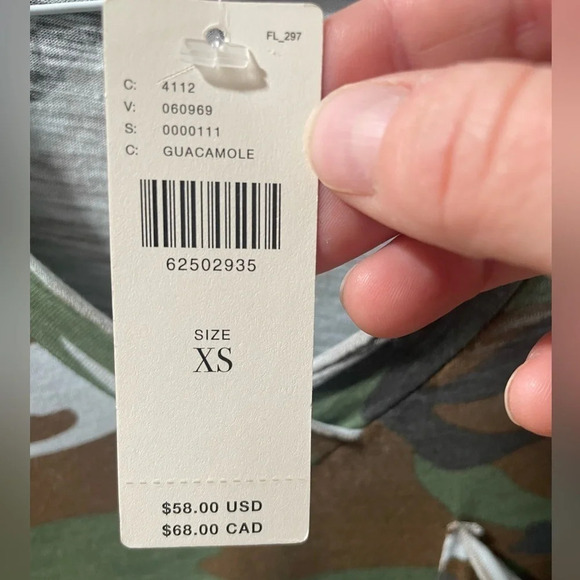 FL_297
C: 4112
V: 060969
S: 0000111
C: GUACAMOLE
62502935
SIZE
XS
$58.00 USD
$68.00 CAD